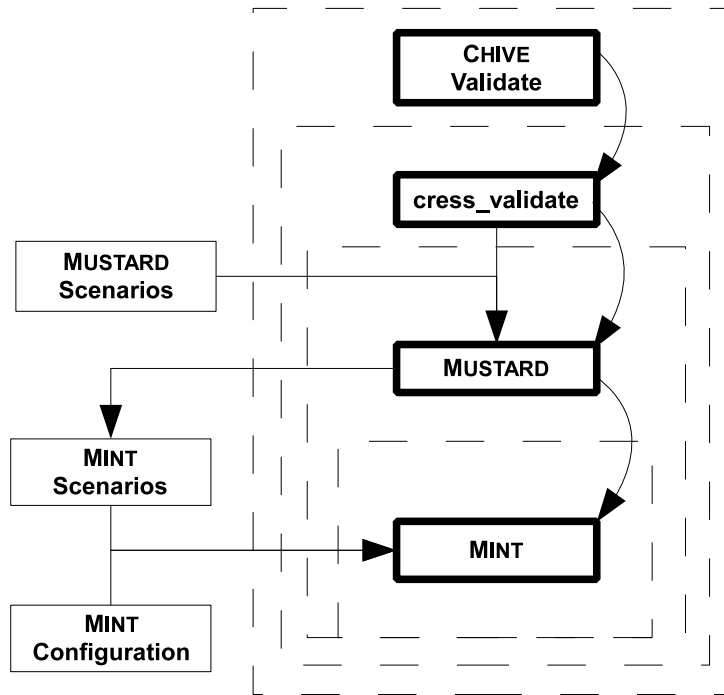 CHIVE
Validate
cress_validate
MUSTARD
Scenarios
MUSTARD
MINT
Scenarios
MINT
MINT
Configuration